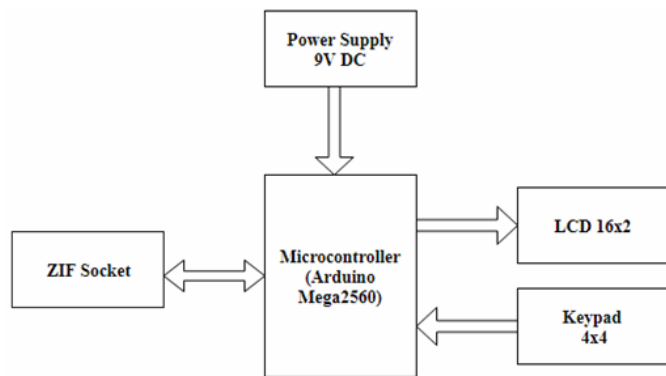 Power Supply
9V DC
ZIF Socket
Microcontroller
(Arduino
Mega2560)
LCD 16x2
Keypad
4x4